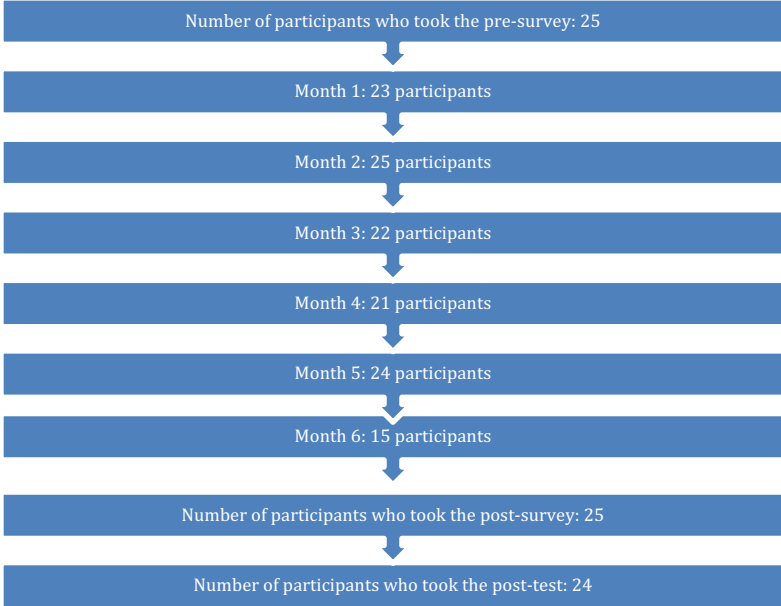 Number of participants who took the pre-survey: 25
Month 1: 23 participants
Month 2: 25 participants
Month 3: 22 participants
Month 4: 21 participants
Month 5: 24 participants
Month 6: 15 participants
Number of participants who took the post-survey: 25
Number of participants who took the post-test: 24